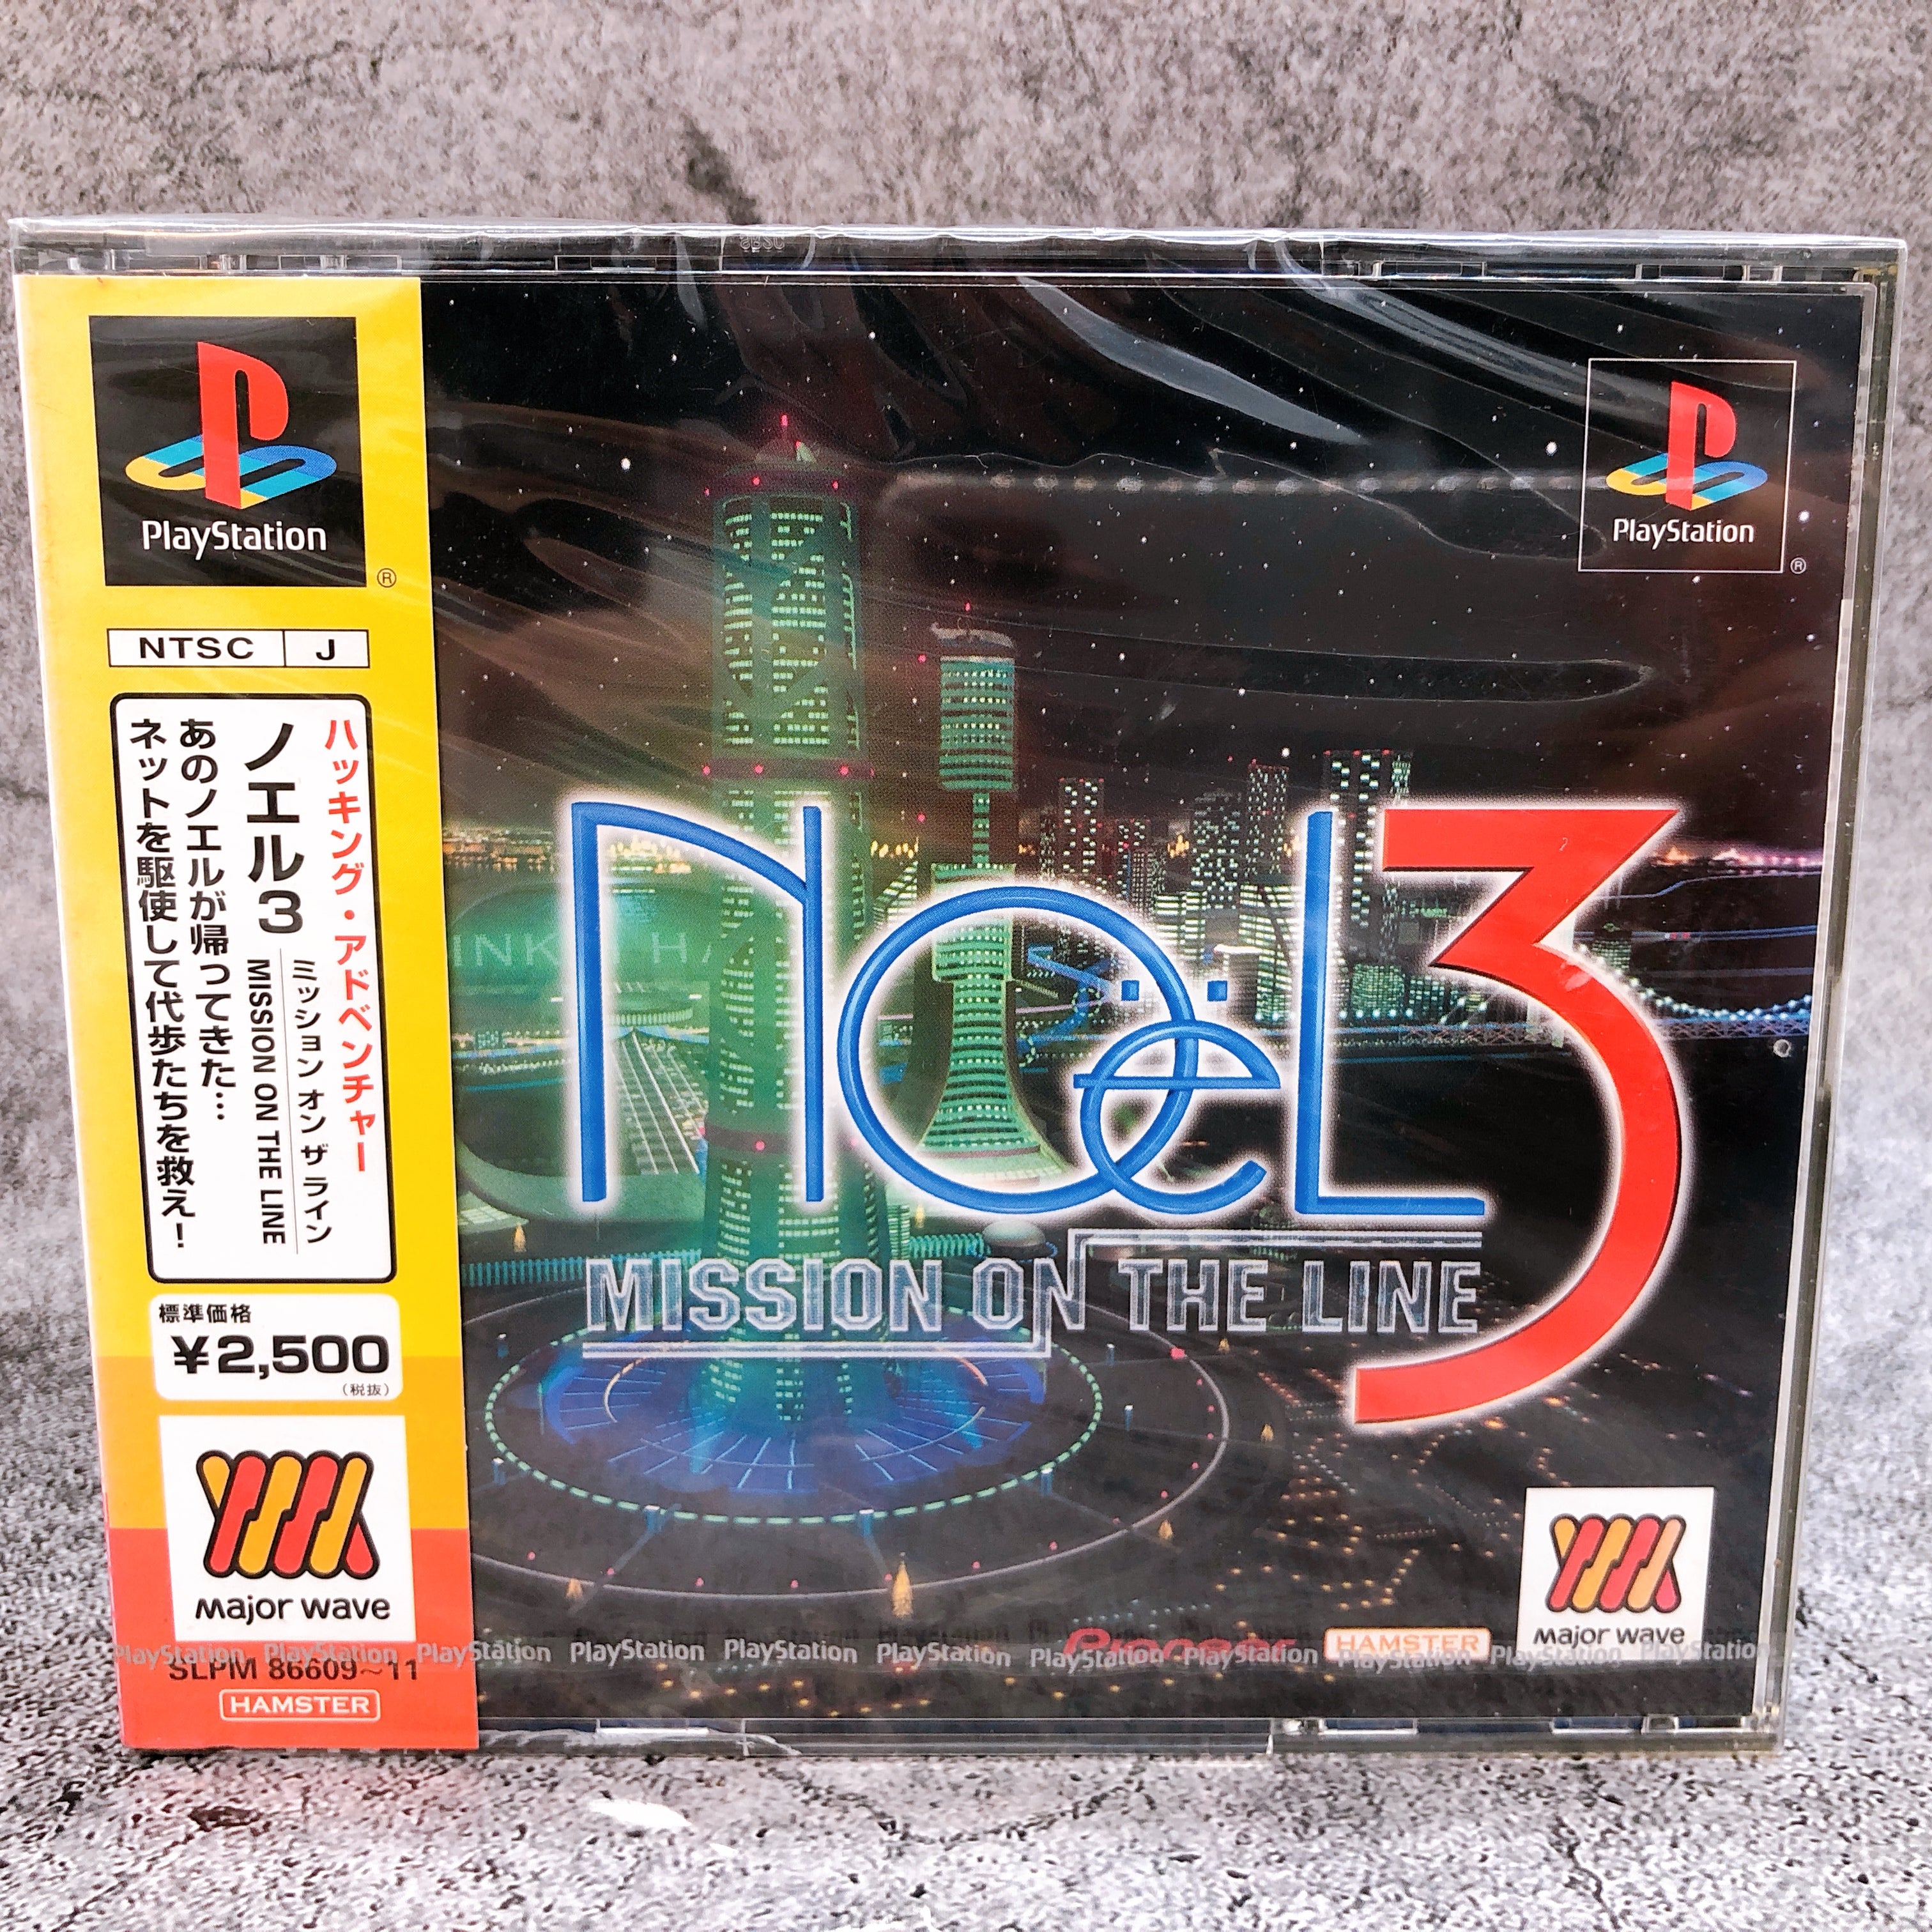 PlayStation
®
NTSC J
ハッキング・アドベンチャー
ノエル3
ミッション オン ザ ライン
MISSION ON THE LINE
あのノエルが帰ってきた…
ネットを駆使して代歩たちを救え!
標準価格
¥2,500
(税抜)
major wave
SLPM 86609~11
HAMSTER
PlayStation
®
NOëL3
MISSION ON THE LINE
Pioneer
HAMSTER
major wave
PlayStation PlayStation PlayStation PlayStation PlayStation PlayStation PlayStation PlayStation PlayStation PlayStation PlayStation